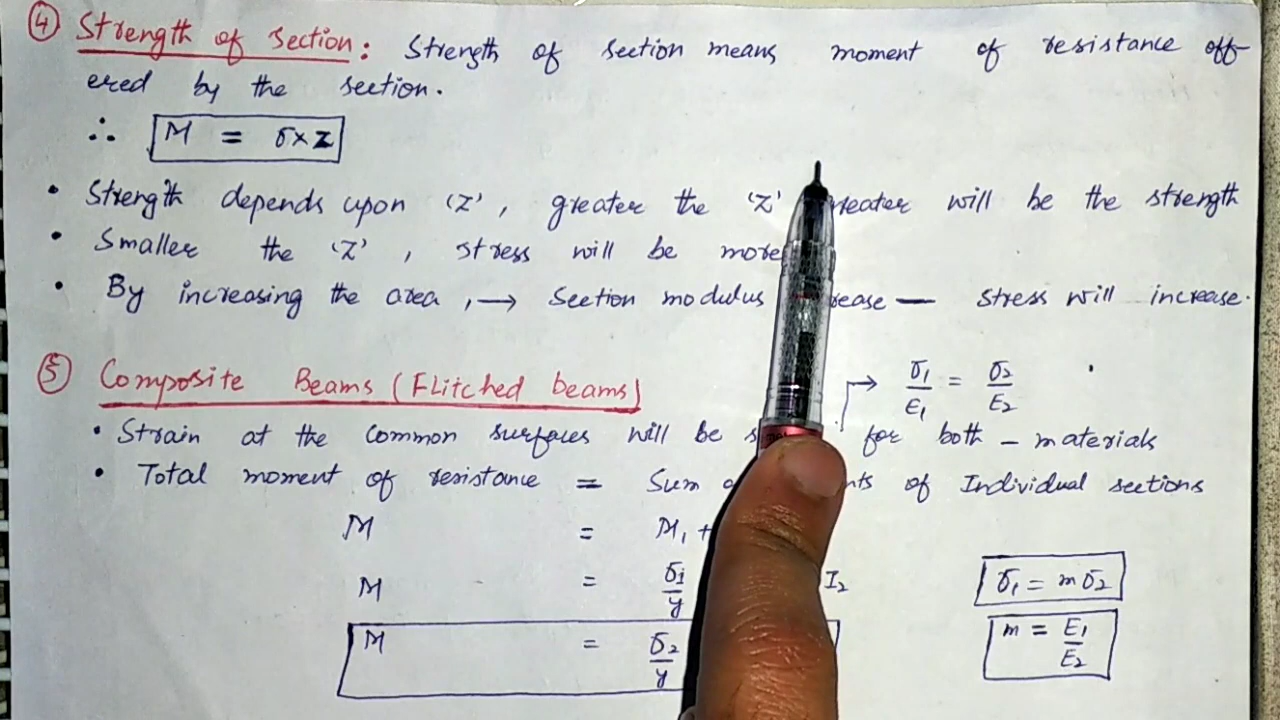 ④ Strength of Section: Strength of section means moment of resistance off-
ered by the section.
∴ M = σ×Z
• Strength depends upon 'Z', greater the 'Z' greater will be the strength
• Smaller the 'Z', stress will be more
• By increasing the area, → Section modulus — stress will increase.
⑤ Composite Beams (Flitched beams)
→ σ1/E1 = σ2/E2
• Strain at the common surfaces will be for both - materials
• Total moment of resistance = Sum of Individual sections
M = M1 +
M = σ1/y I2
σ1 = mσ2
M = σ2/y
m = E1/E2